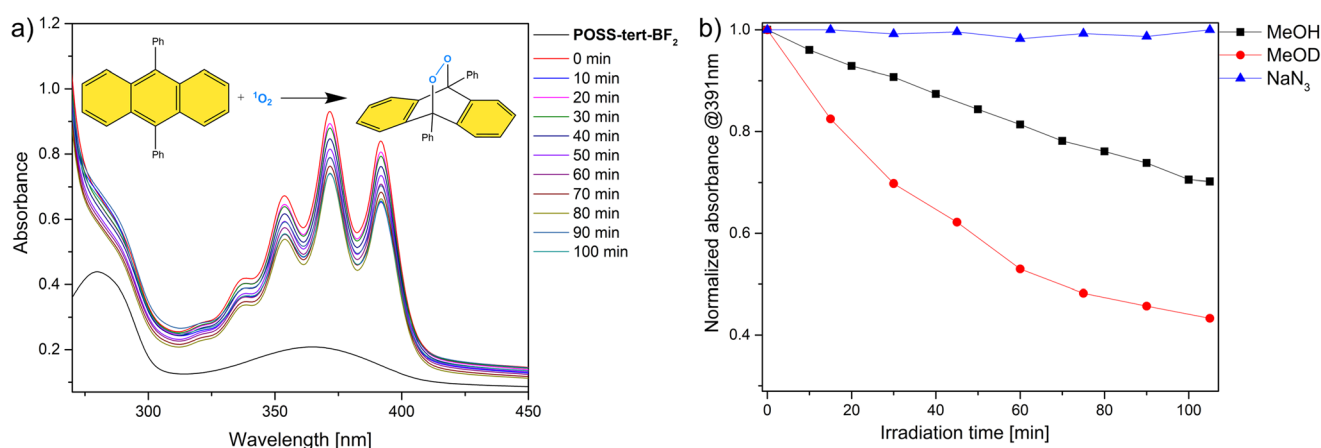 a)
1.2
1.0
0.8
0.6
0.4
0.2
Absorbance
300
350
400
450
Wavelength [nm]
Ph
Ph
+ ¹O₂
O
O
Ph
Ph
POSS-tert-BF₂
0 min
10 min
20 min
30 min
40 min
50 min
60 min
70 min
80 min
90 min
100 min
b)
1.0
0.8
0.6
0.4
Normalized absorbance @391nm
0
20
40
60
80
100
Irradiation time [min]
MeOH
MeOD
NaN₃